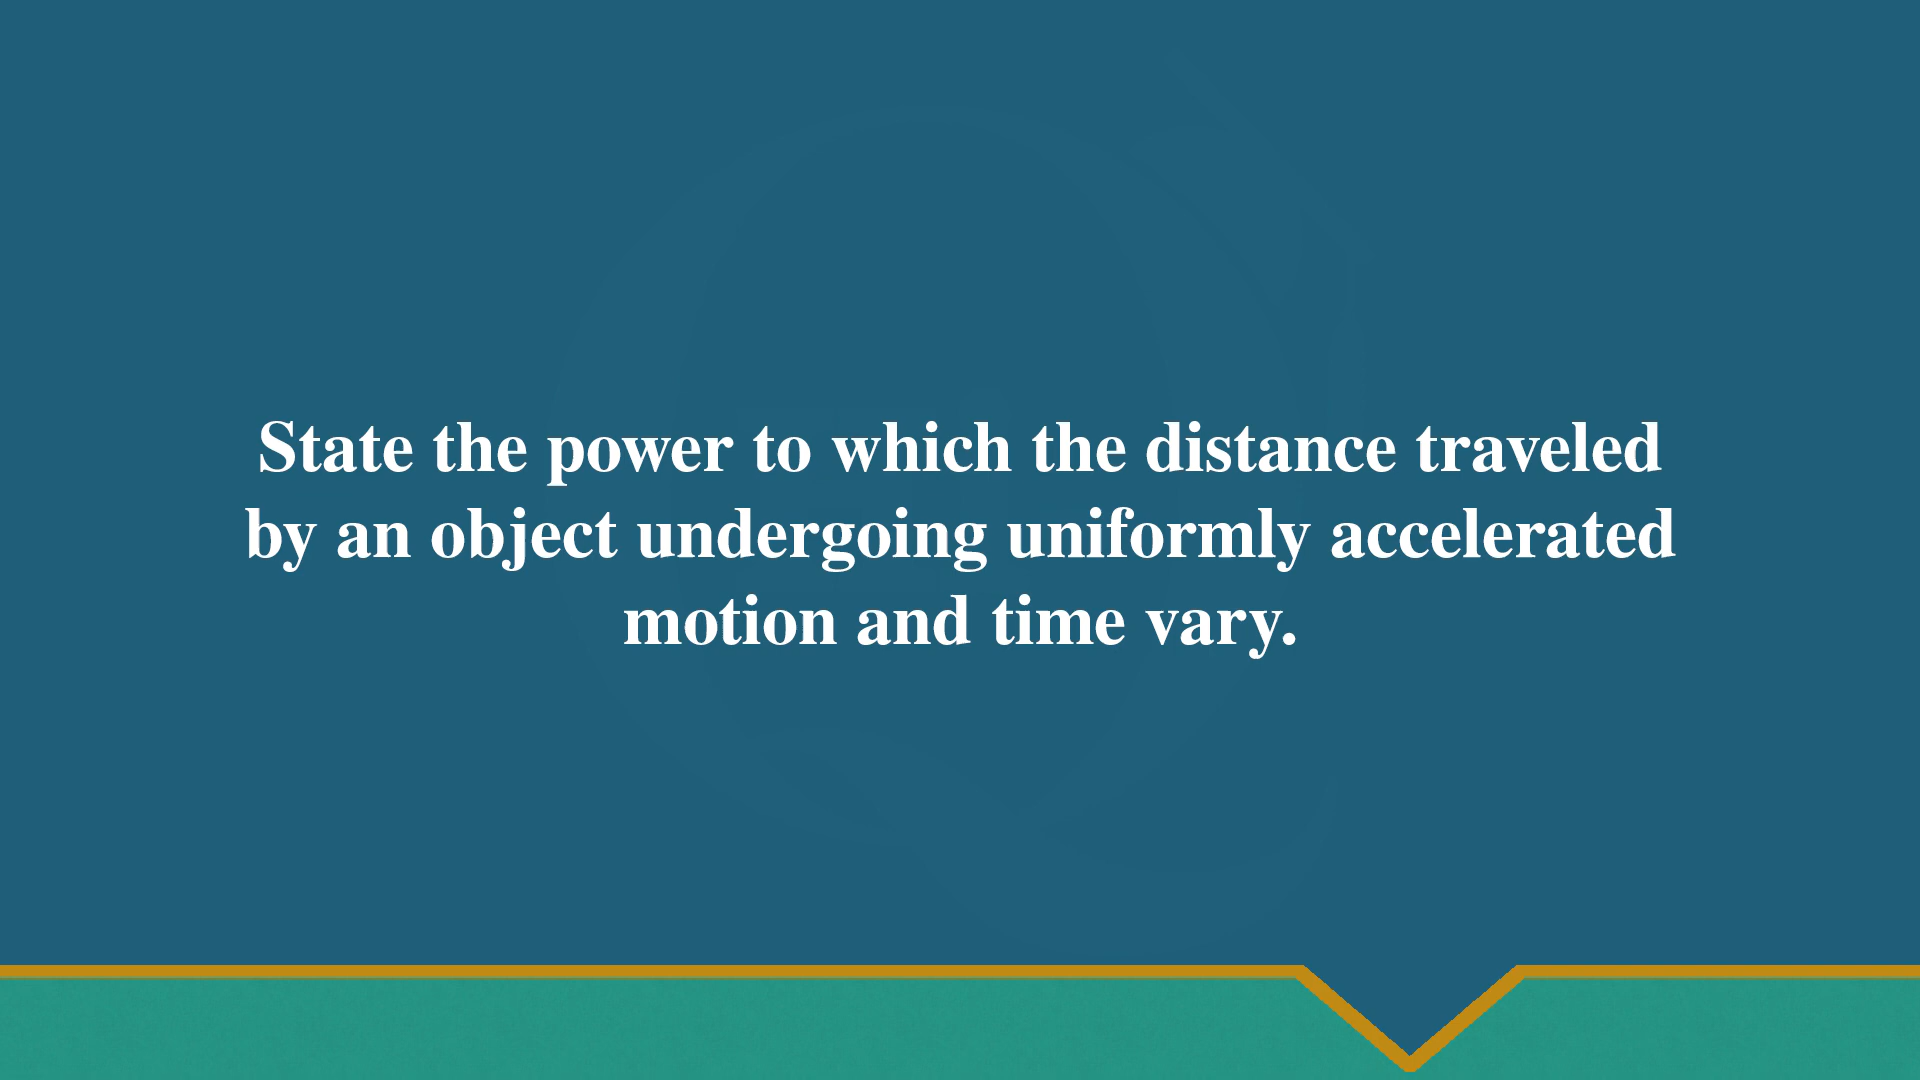 State the power to which the distance traveled
by an object undergoing uniformly accelerated
motion and time vary.